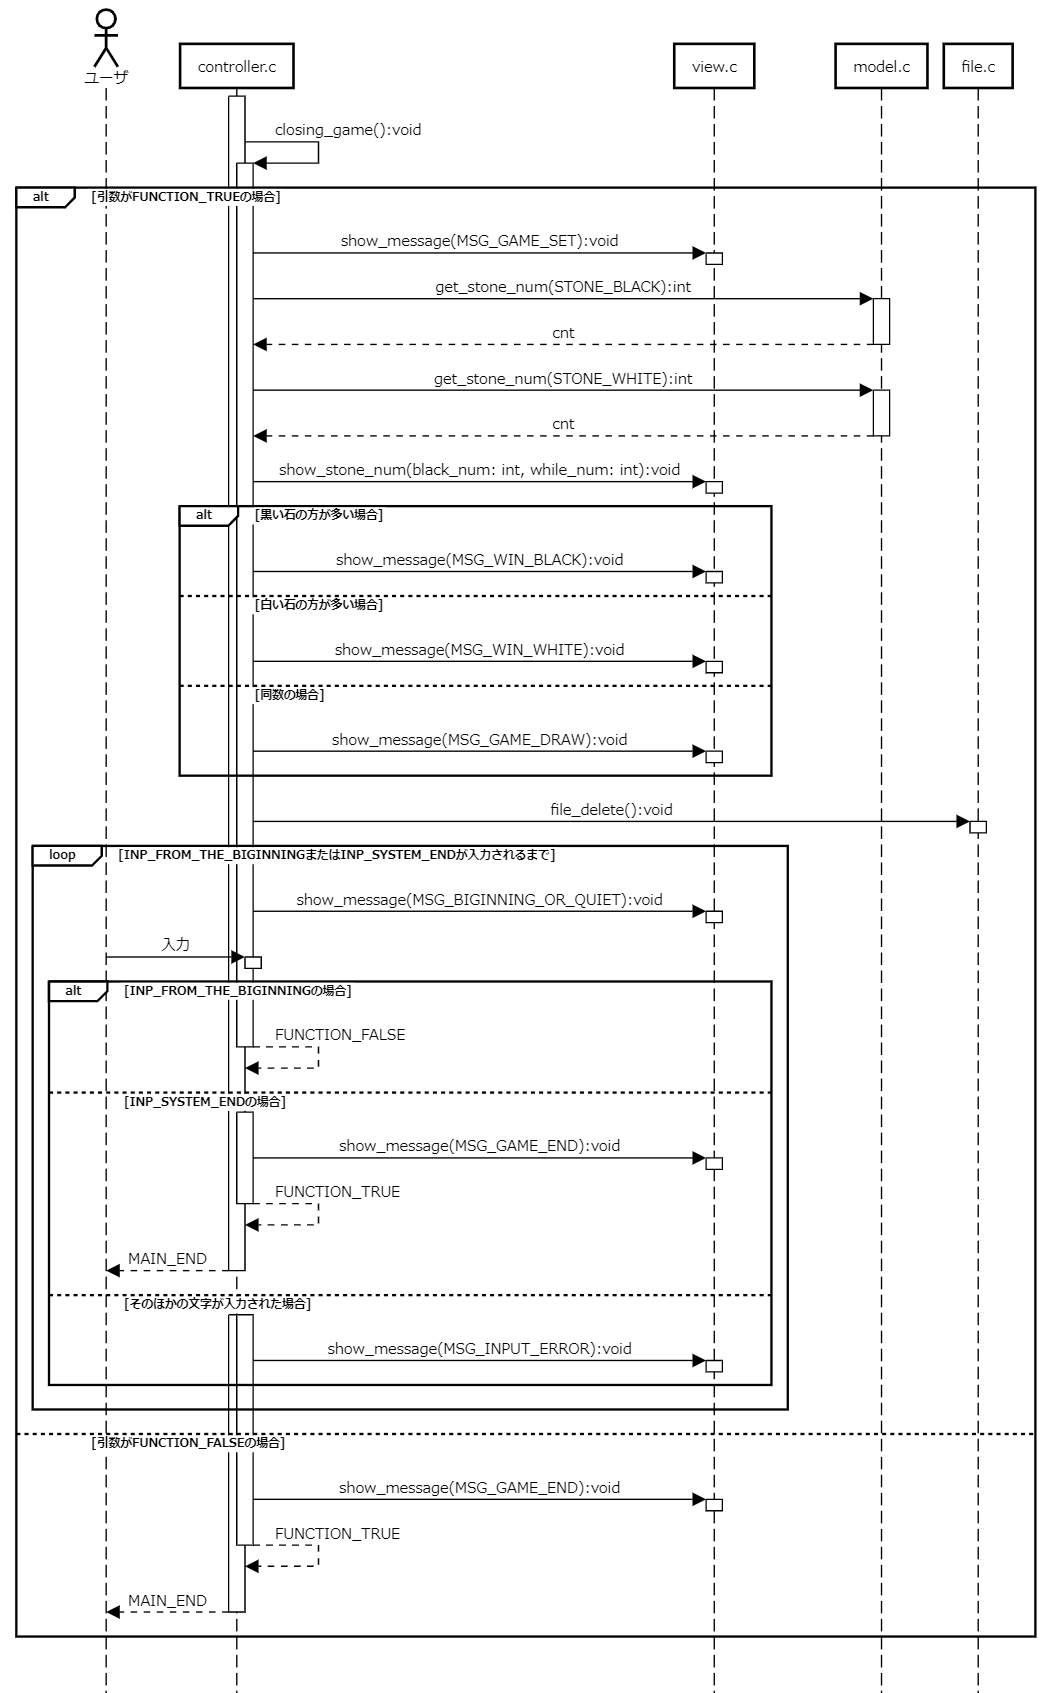 ユーザ
controller.c
view.c
model.c
file.c
closing_game():void
alt
[引数がFUNCTION_TRUEの場合]
show_message(MSG_GAME_SET):void
get_stone_num(STONE_BLACK):int
cnt
get_stone_num(STONE_WHITE):int
cnt
show_stone_num(black_num: int, while_num: int):void
alt
[黒い石の方が多い場合]
show_message(MSG_WIN_BLACK):void
[白い石の方が多い場合]
show_message(MSG_WIN_WHITE):void
[同数の場合]
show_message(MSG_GAME_DRAW):void
file_delete():void
loop
[INP_FROM_THE_BIGINNINGまたはINP_SYSTEM_ENDが入力されるまで]
show_message(MSG_BIGINNING_OR_QUIET):void
入力
alt
[INP_FROM_THE_BIGINNINGの場合]
FUNCTION_FALSE
[INP_SYSTEM_ENDの場合]
show_message(MSG_GAME_END):void
FUNCTION_TRUE
MAIN_END
[そのほかの文字が入力された場合]
show_message(MSG_INPUT_ERROR):void
[引数がFUNCTION_FALSEの場合]
show_message(MSG_GAME_END):void
FUNCTION_TRUE
MAIN_END